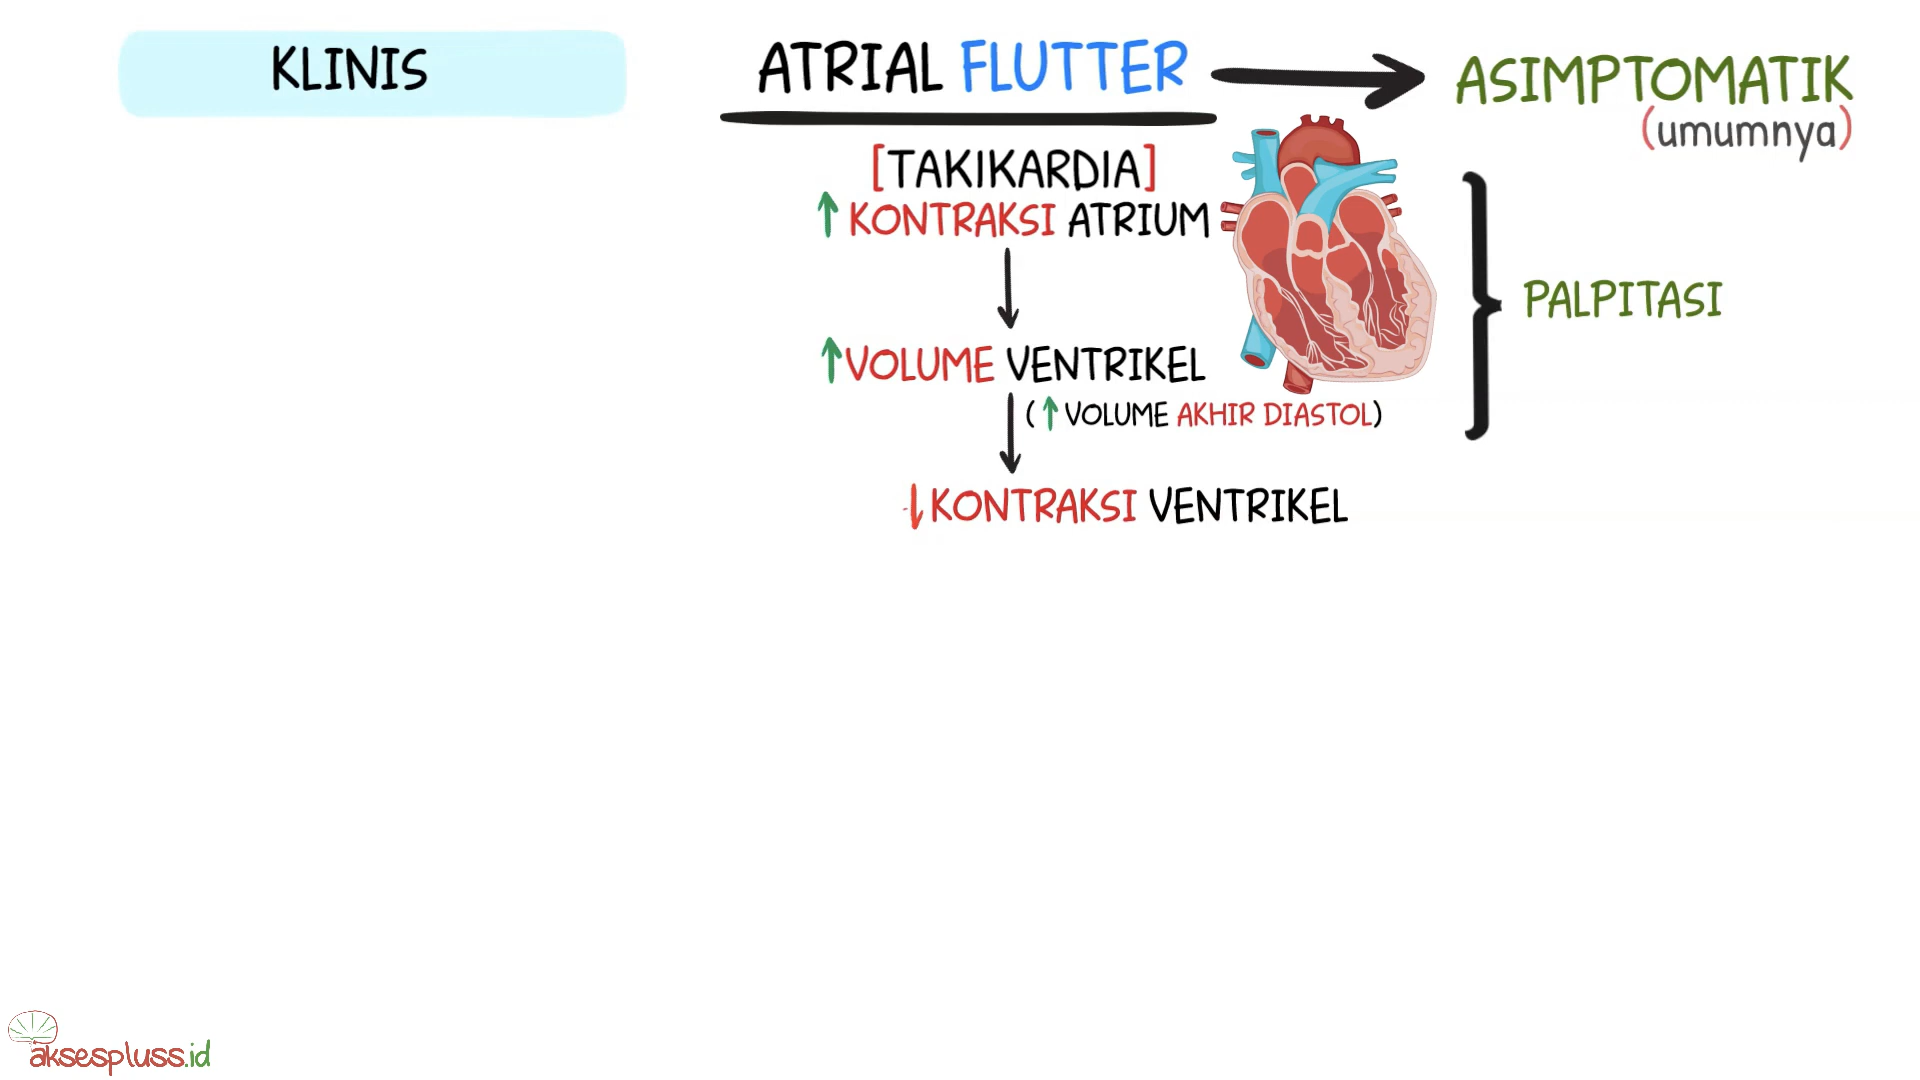 KLINIS
ATRIAL FLUTTER
ASIMPTOMATIK
(umumnya)
[TAKIKARDIA]
↑ KONTRAKSI ATRIUM
PALPITASI
↑ VOLUME VENTRIKEL
(↑ VOLUME AKHIR DIASTOL)
↓ KONTRAKSI VENTRIKEL
aksespluss.id